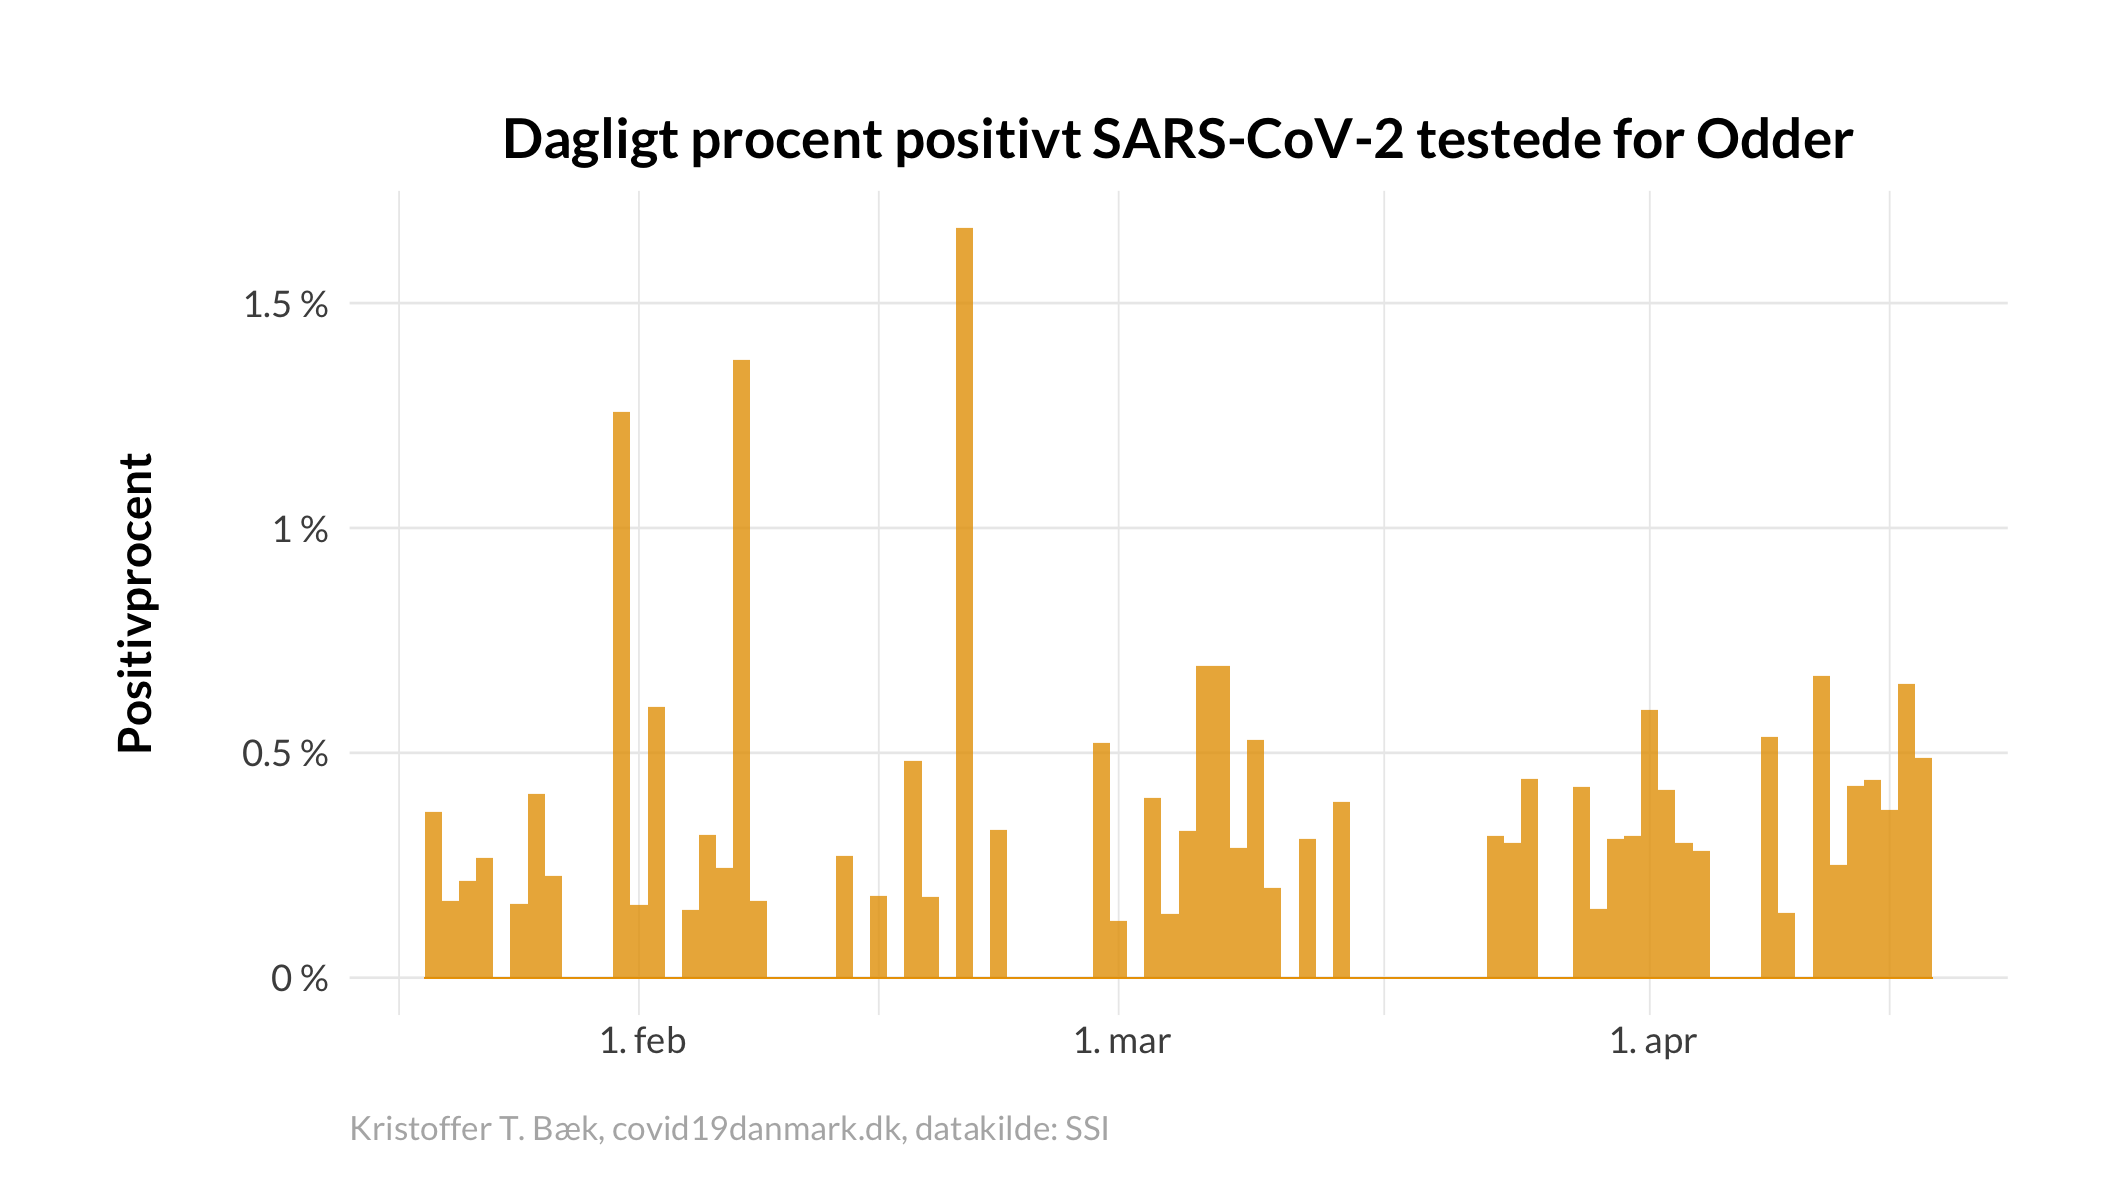 Dagligt procent positivt SARS-CoV-2 testede for Odder
Positivprocent
1.5 %
1 %
0.5 %
0 %
1. feb
1. mar
1. apr
Kristoffer T. Bæk, covid19danmark.dk, datakilde: SSI